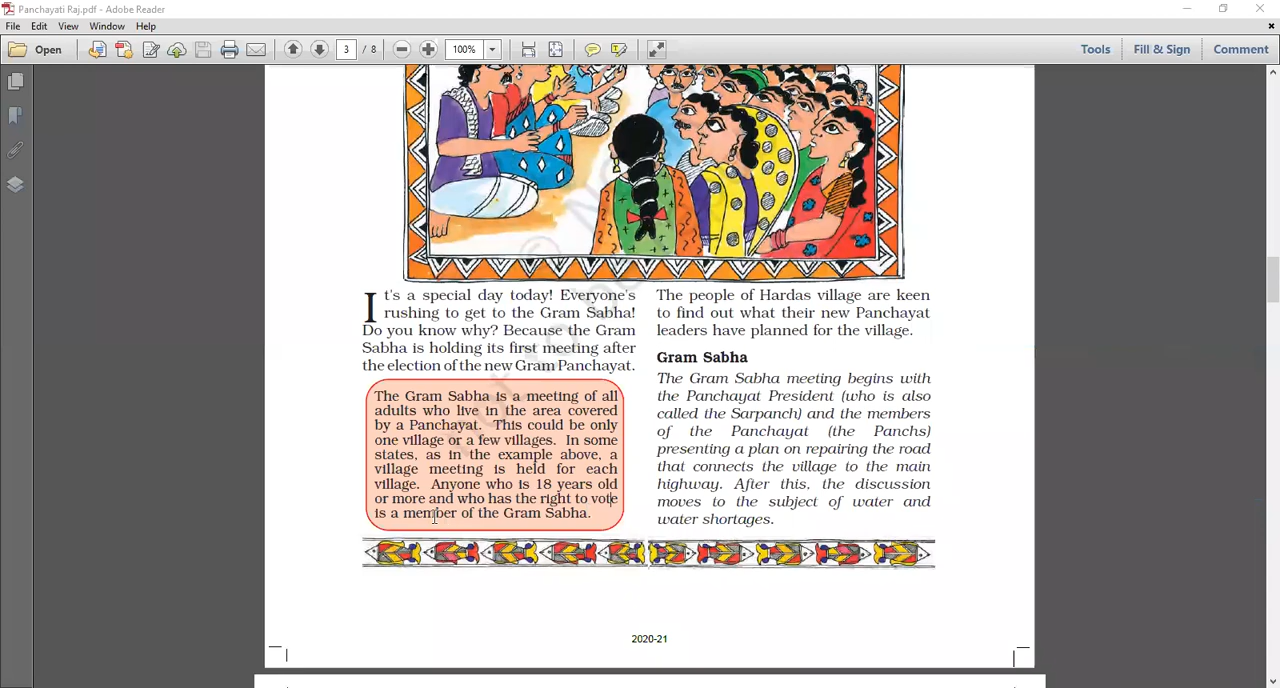 Panchayati Raj.pdf - Adobe Reader
File Edit View Window Help
Open 3 / 8 100% Tools Fill & Sign Comment
It's a special day today! Everyone's
rushing to get to the Gram Sabha!
Do you know why? Because the Gram
Sabha is holding its first meeting after
the election of the new Gram Panchayat.
The Gram Sabha is a meeting of all
adults who live in the area covered
by a Panchayat. This could be only
one village or a few villages. In some
states, as in the example above, a
village meeting is held for each
village. Anyone who is 18 years old
or more and who has the right to vote
is a member of the Gram Sabha.
The people of Hardas village are keen
to find out what their new Panchayat
leaders have planned for the village.
Gram Sabha
The Gram Sabha meeting begins with
the Panchayat President (who is also
called the Sarpanch) and the members
of the Panchayat (the Panchs)
presenting a plan on repairing the road
that connects the village to the main
highway. After this, the discussion
moves to the subject of water and
water shortages.
2020-21